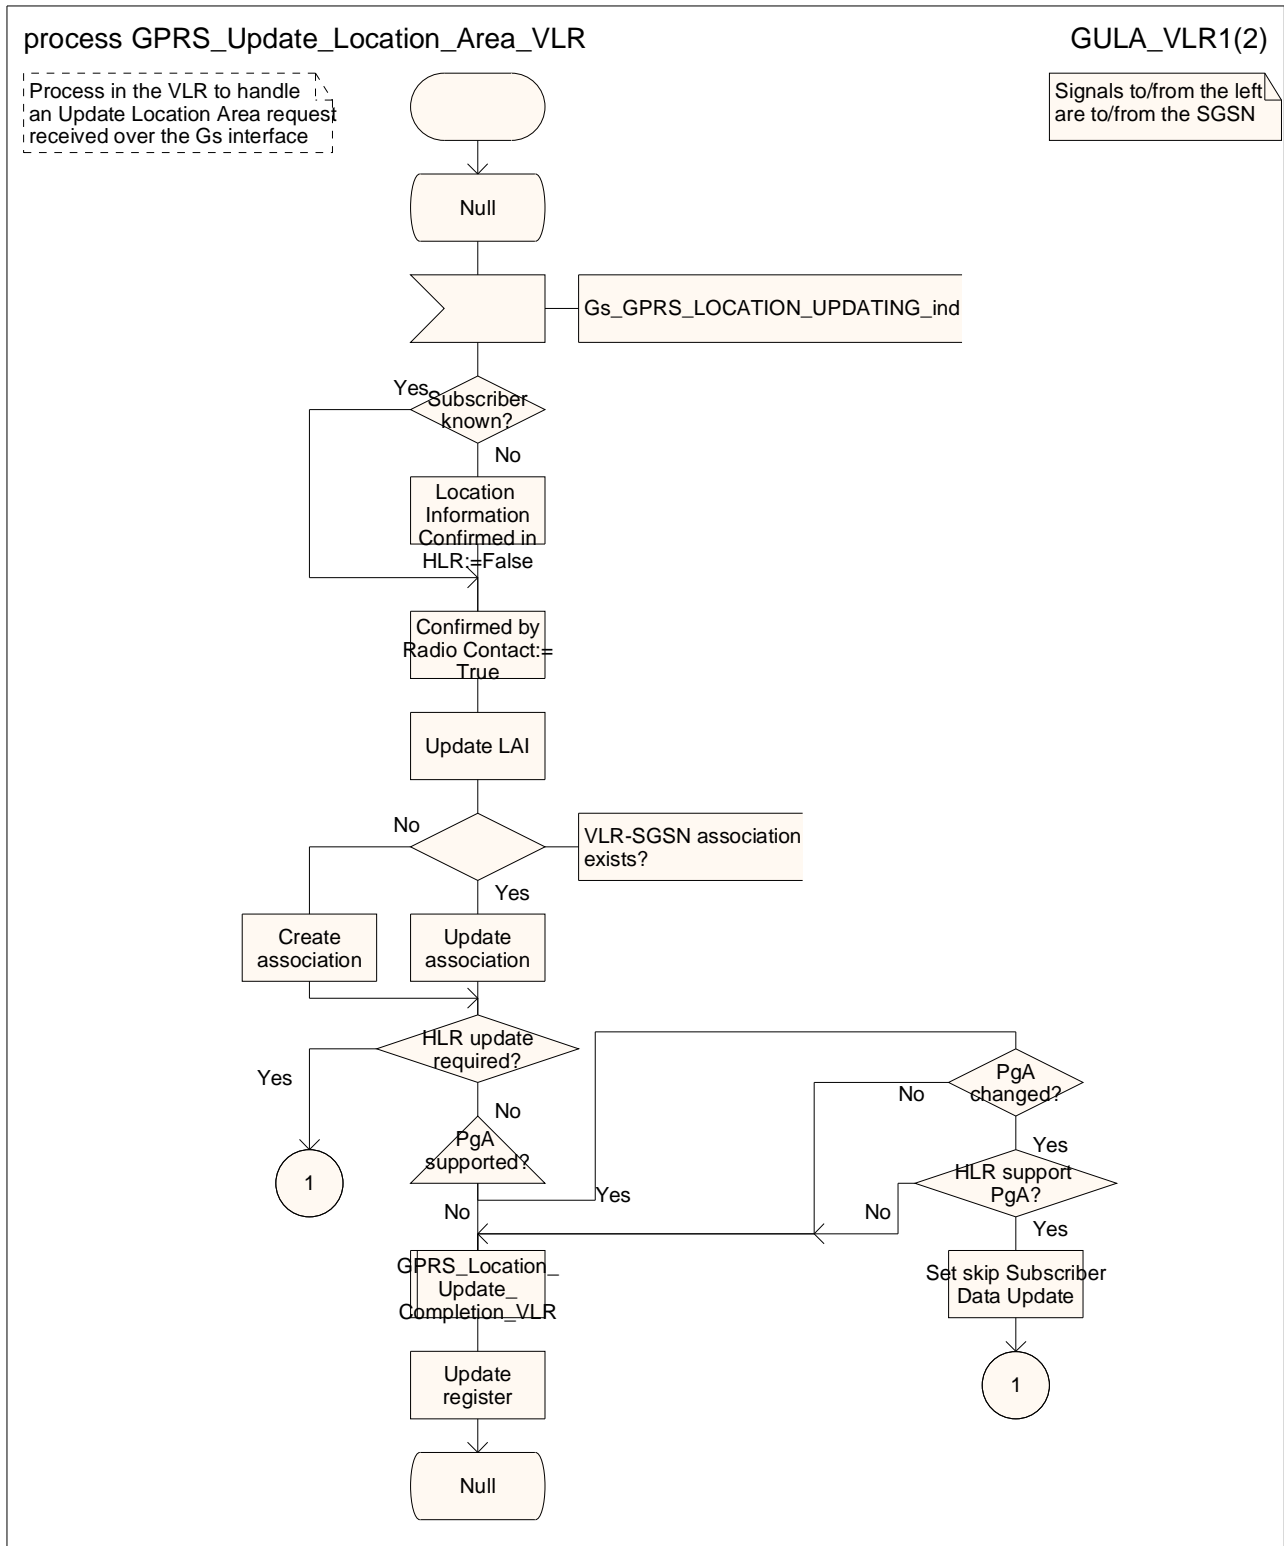 process GPRS_Update_Location_Area_VLR
GULA_VLR1(2)
Process in the VLR to handle
an Update Location Area request
received over the Gs interface
Signals to/from the left
are to/from the SGSN
Null
Gs_GPRS_LOCATION_UPDATING_ind
Yes
Subscriber
known?
No
Location
Information
Confirmed in
HLR:=False
Confirmed by
Radio Contact:=
True
Update LAI
No
VLR-SGSN association
exists?
Yes
Create
association
Update
association
HLR update
required?
Yes
No
PgA
changed?
No
Yes
PgA
supported?
1
HLR support
PgA?
Yes
No
No
Yes
GPRS_Location_
Update_
Completion_VLR
Set skip Subscriber
Data Update
Update
register
1
Null